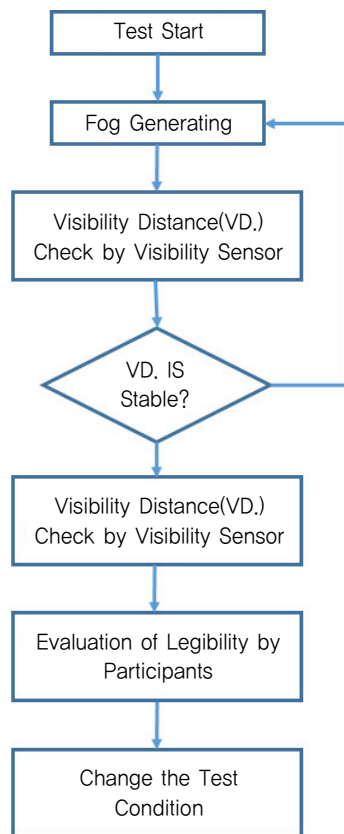 Test Start
Fog Generating
Visibility Distance(VD.)
Check by Visibility Sensor
VD. IS
Stable?
Visibility Distance(VD.)
Check by Visibility Sensor
Evaluation of Legibility by
Participants
Change the Test
Condition